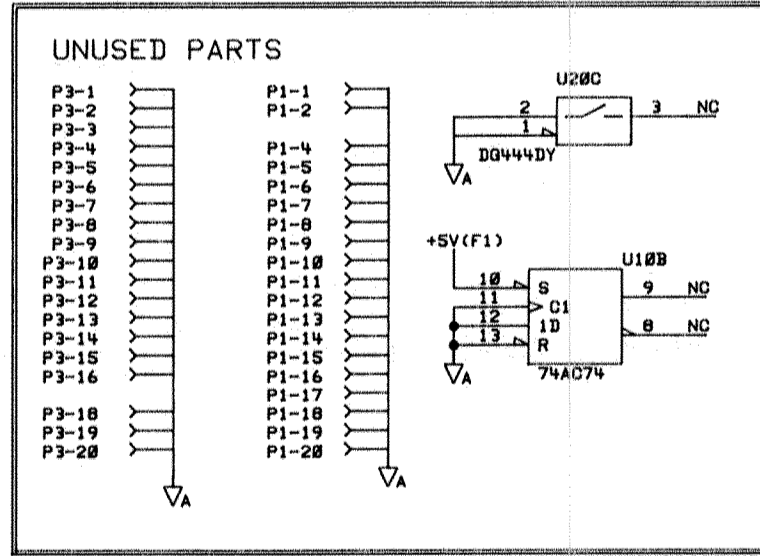 UNUSED PARTS
P3-1
P3-2
P3-3
P3-4
P3-5
P3-6
P3-7
P3-8
P3-9
P3-10
P3-11
P3-12
P3-13
P3-14
P3-15
P3-16
P3-18
P3-19
P3-20
A
P1-1
P1-2
P1-4
P1-5
P1-6
P1-7
P1-8
P1-9
P1-10
P1-11
P1-12
P1-13
P1-14
P1-15
P1-16
P1-17
P1-18
P1-19
P1-20
A
U20C
2 3 NC
1
DG444DY
A
+5V(F1)
U10B
10 S 9 NC
11 C1
12 1D 8 NC
13 R
74AC74
A